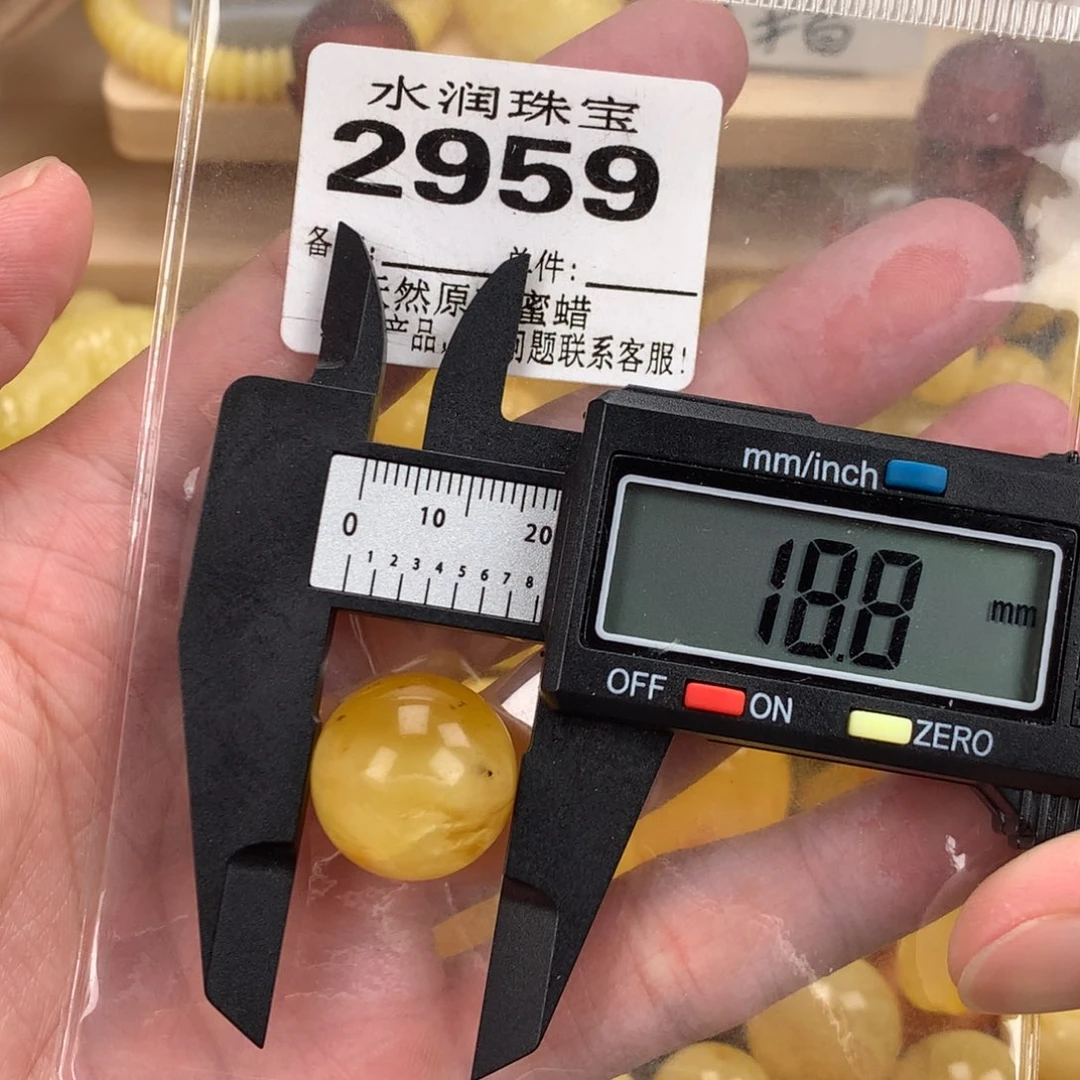 指
水润珠宝
2959
备 : 单件:
天然原 蜜蜡
产品, 问题联系客服!
mm/inch
0 10 20
1 2 3 4 5 6 7 8
18.8 mm
OFF ON ZERO